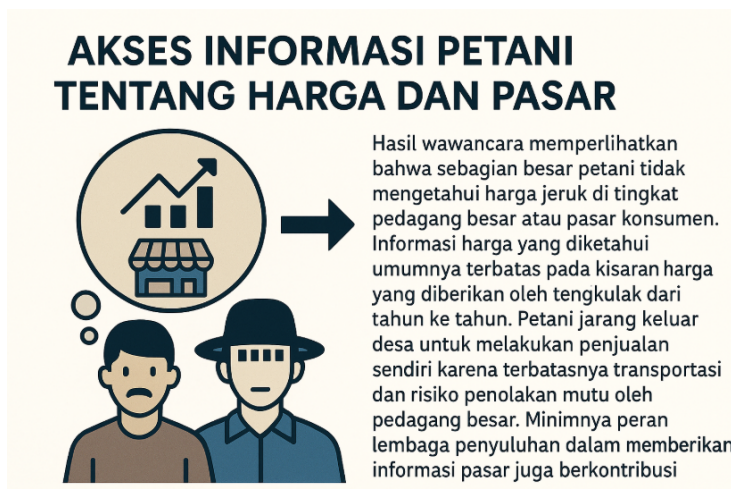 AKSES INFORMASI PETANI
TENTANG HARGA DAN PASAR
Hasil wawancara memperlihatkan
bahwa sebagian besar petani tidak
mengetahui harga jeruk di tingkat
pedagang besar atau pasar konsumen.
Informasi harga yang diketahui
umumnya terbatas pada kisaran harga
yang diberikan oleh tengkulak dari
tahun ke tahun. Petani jarang keluar
desa untuk melakukan penjualan
sendiri karena terbatasnya transportasi
dan risiko penolakan mutu oleh
pedagang besar. Minimnya peran
lembaga penyuluhan dalam memberikan
informasi pasar juga berkontribusi